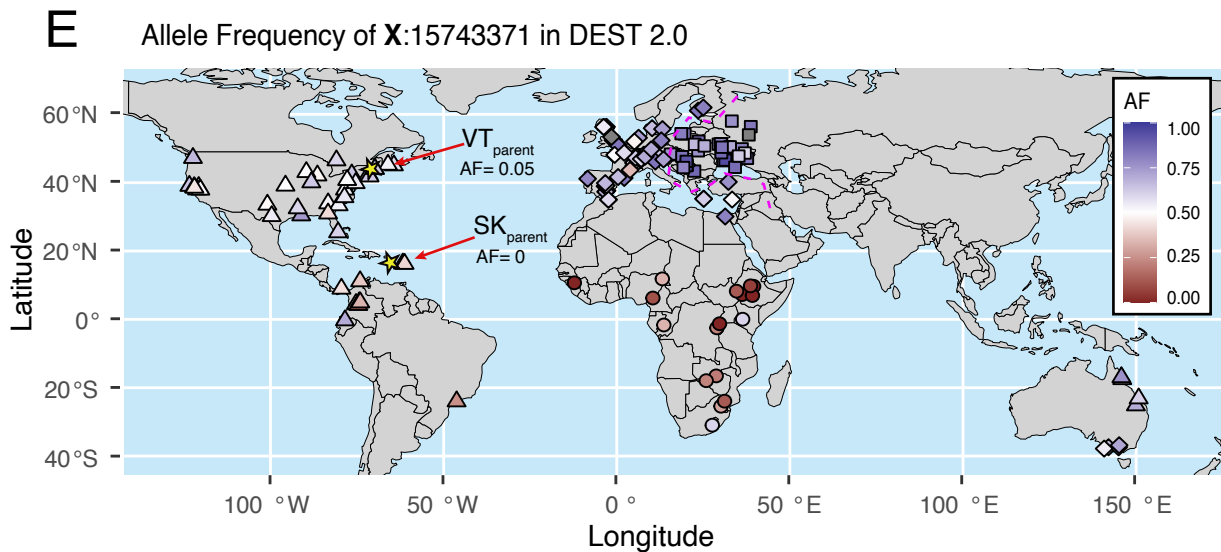 E
Allele Frequency of X:15743371 in DEST 2.0
Latitude
60°N
40°N
20°N
0°
20°S
40°S
VTparent
AF= 0.05
SKparent
AF= 0
AF
1.00
0.75
0.50
0.25
0.00
100 °W
50 °W
0 °
50 °E
100 °E
150 °E
Longitude